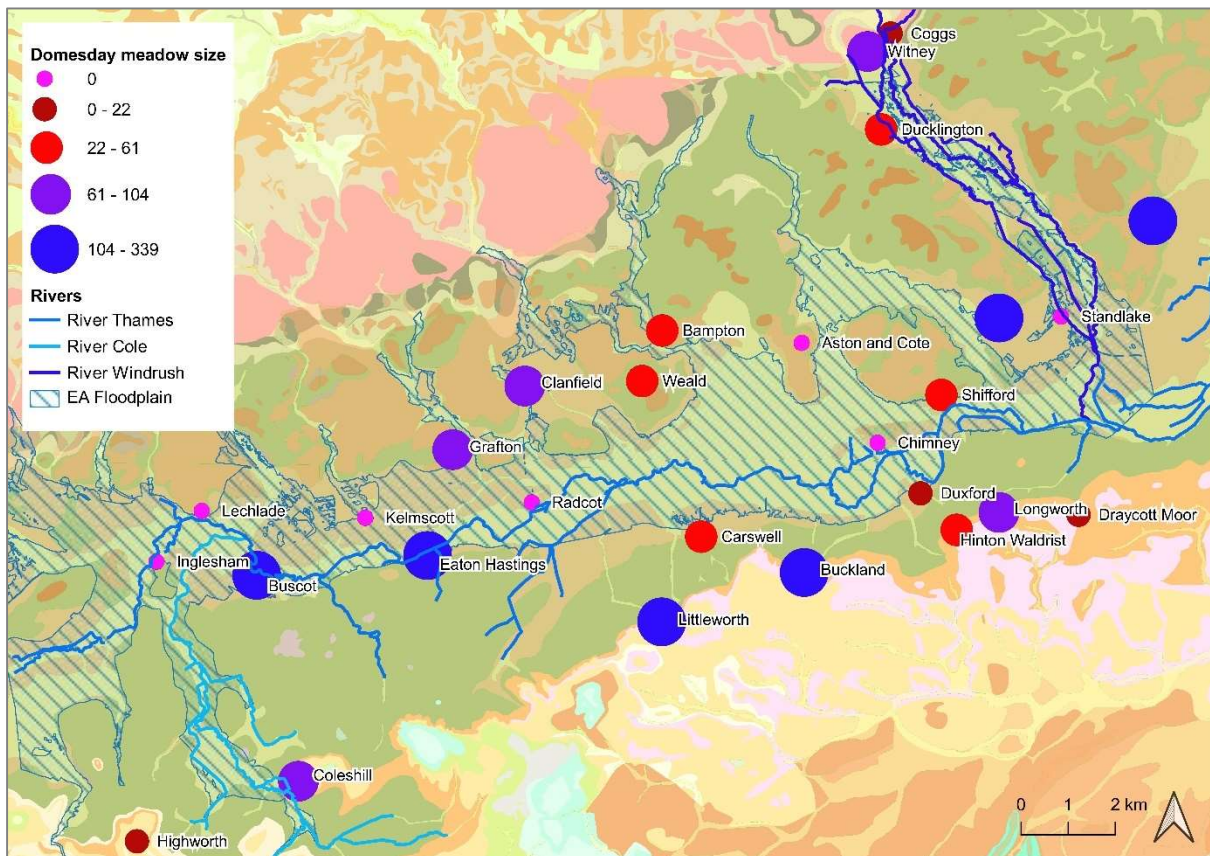 Domesday meadow size
0
0 - 22
22 - 61
61 - 104
104 - 339
Rivers
River Thames
River Cole
River Windrush
EA Floodplain
Coggs
Witney
Ducklington
Standlake
Bampton
Aston and Cote
Clanfield
Weald
Shifford
Grafton
Chimney
Lechlade
Kelmscott
Radcot
Duxford
Longworth
Draycott Moor
Hinton Waldrist
Carswell
Inglesham
Eaton Hastings
Buscot
Buckland
Littleworth
Coleshill
Highworth
0 1 2 km